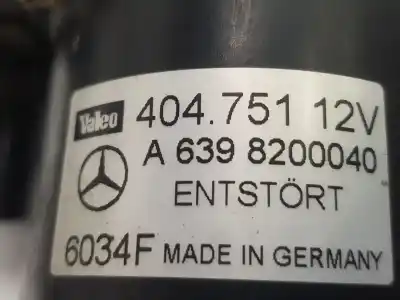 Valeo 404.751 12V
A 639 8200040
ENTSTÖRT
6034F MADE IN GERMANY